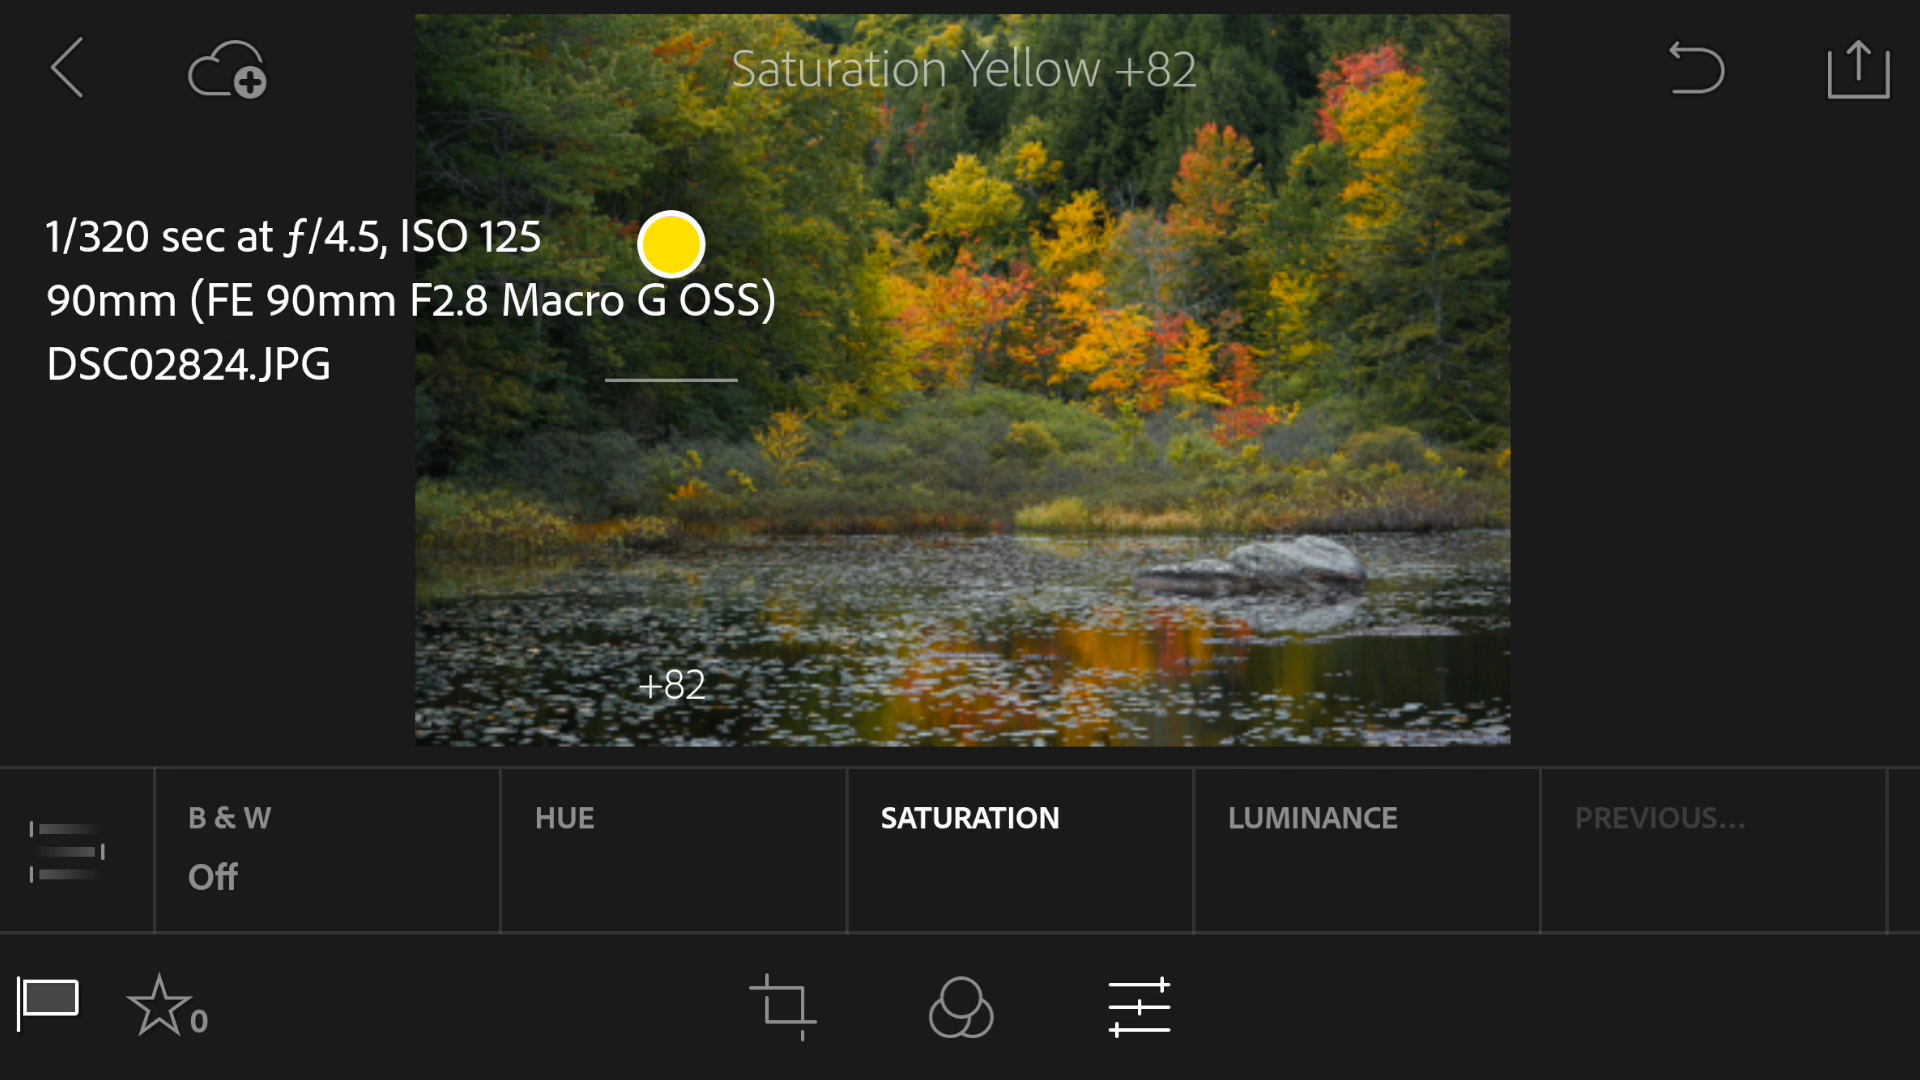 Saturation Yellow +82
1/320 sec at ƒ/4.5, ISO 125
90mm (FE 90mm F2.8 Macro G OSS)
DSC02824.JPG
+82
B & W
Off
HUE
SATURATION
LUMINANCE
PREVIOUS...
0